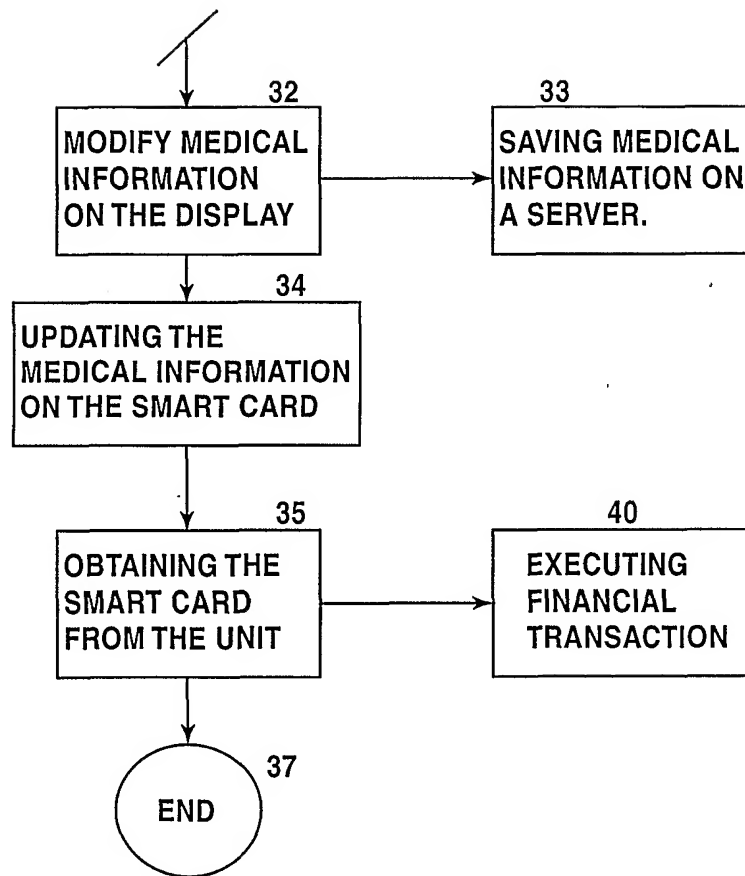 32
MODIFY MEDICAL
INFORMATION
ON THE DISPLAY
33
SAVING MEDICAL
INFORMATION ON
A SERVER.
34
UPDATING THE
MEDICAL INFORMATION
ON THE SMART CARD
35
OBTAINING THE
SMART CARD
FROM THE UNIT
40
EXECUTING
FINANCIAL
TRANSACTION
37
END